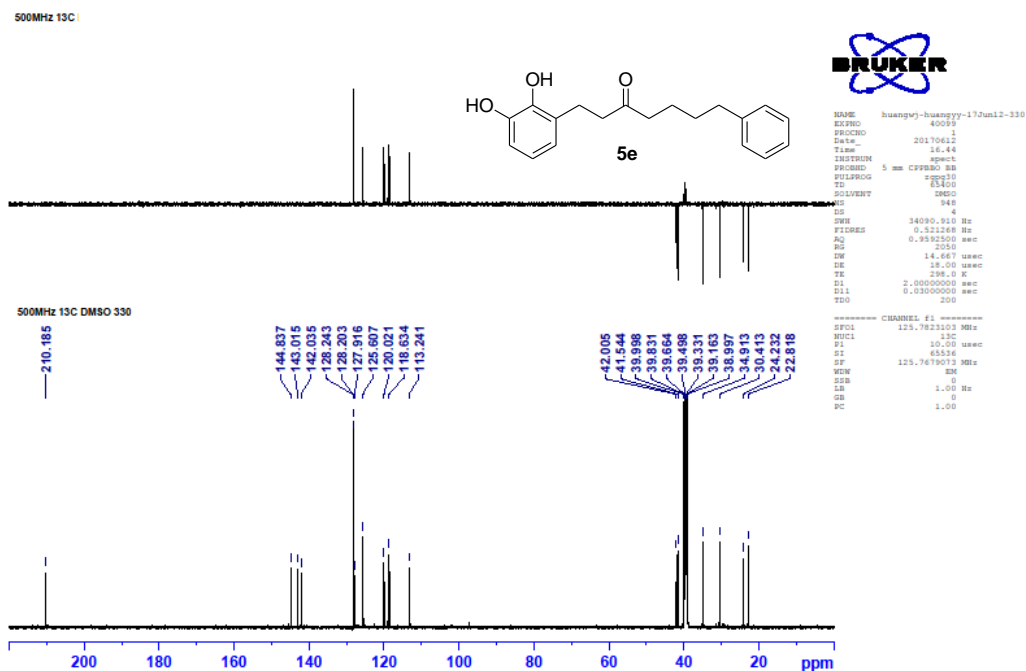 500MHz 13C
OH
HO
O
5e
BRUKER
NAME huangwj-huangyy-17Jun12-330
EXPNO 40099
PROCNO 1
Date_ 20170612
Time 16.44
INSTRUM spect
PROBHD 5 mm CPPBBO BB
PULPROG zgpg30
TD 65400
SOLVENT DMSO
NS 948
DS 4
SWH 34090.910 Hz
FIDRES 0.521268 Hz
AQ 0.9592500 sec
RG 2050
DW 14.667 usec
DE 18.00 usec
TE 298.0 K
D1 2.00000000 sec
D11 0.03000000 sec
TD0 200
======== CHANNEL f1 ========
SFO1 125.7823103 MHz
NUC1 13C
P1 10.00 usec
SI 65536
SF 125.7679073 MHz
WDW EM
SSB 0
LB 1.00 Hz
GB 0
PC 1.00
500MHz 13C DMSO 330
210.185
144.837
143.015
142.035
128.243
128.203
127.916
125.607
120.021
118.634
113.241
42.005
41.544
39.998
39.831
39.664
39.498
39.331
39.163
38.997
34.913
30.413
24.232
22.818
200 180 160 140 120 100 80 60 40 20 ppm